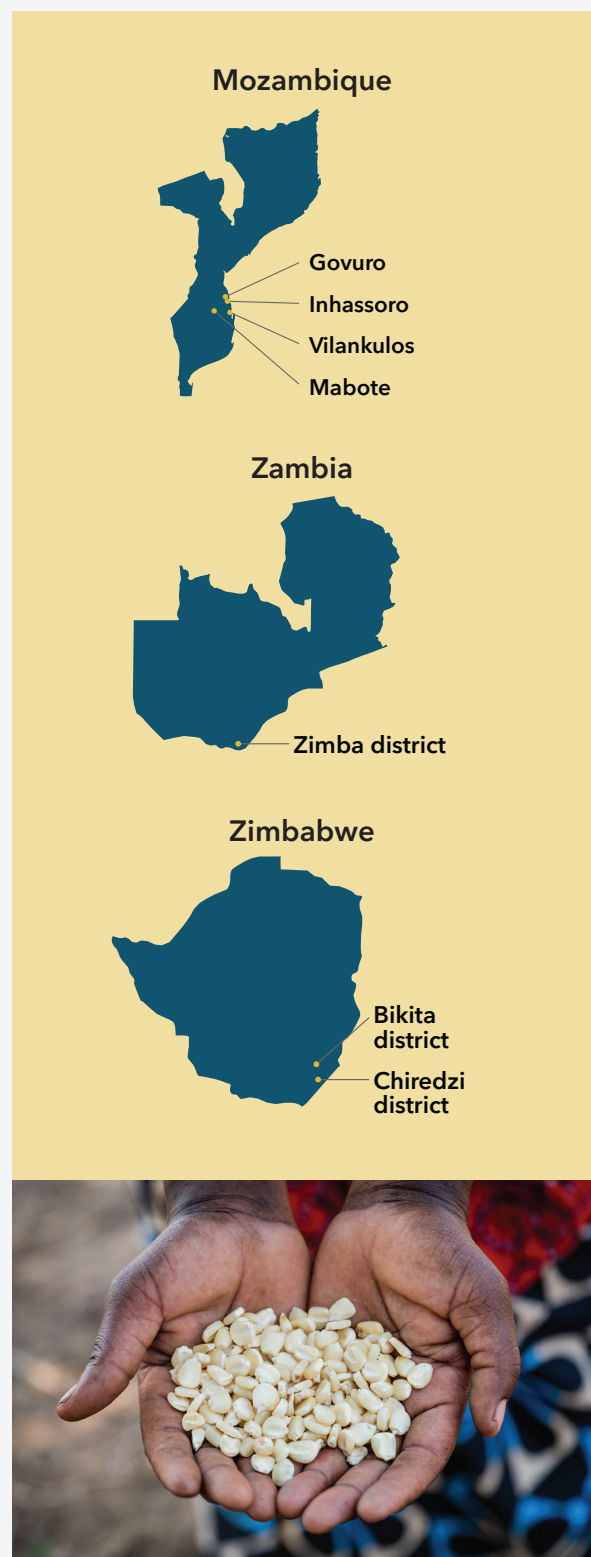 Mozambique
Govuro
Inhassoro
Vilankulos
Mabote
Zambia
Zimba district
Zimbabwe
Bikita
district
Chiredzi
district